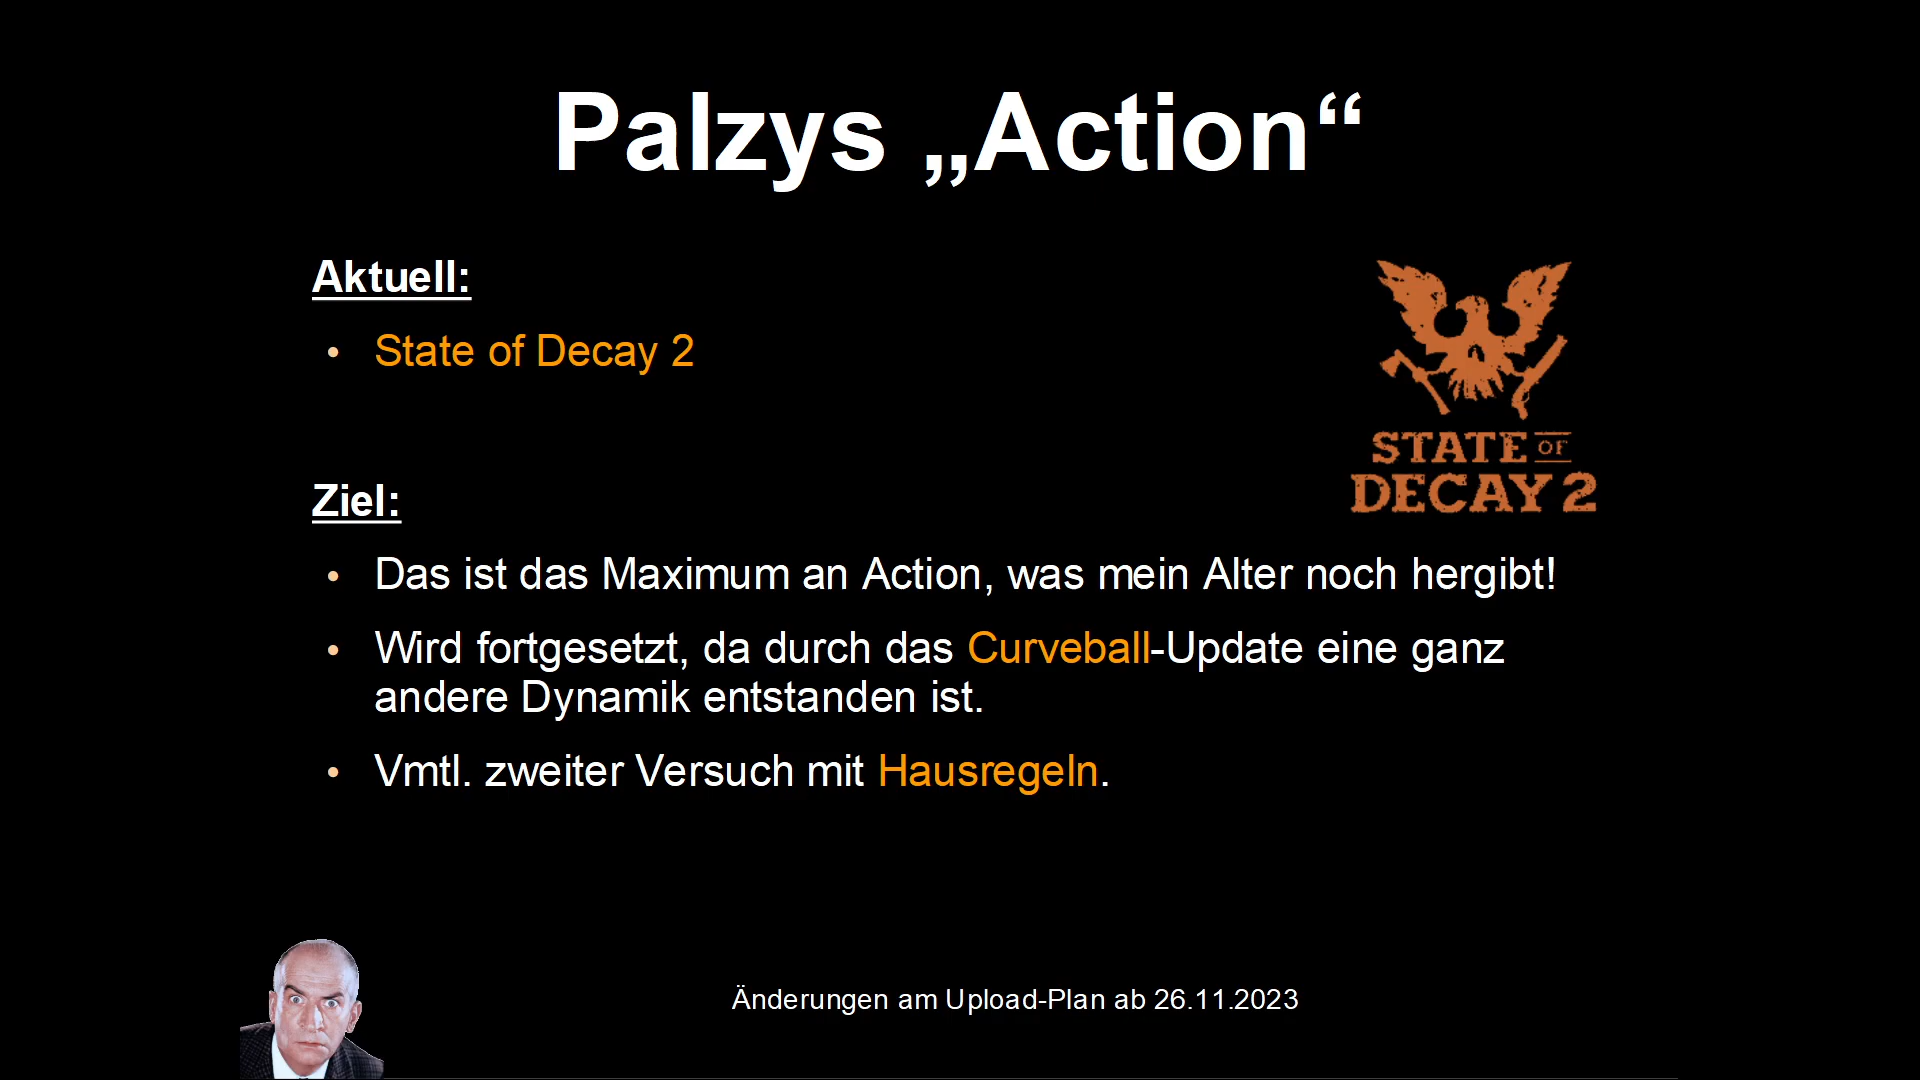 Palzys „Action“
Aktuell:
• State of Decay 2
STATE OF
DECAY 2
Ziel:
• Das ist das Maximum an Action, was mein Alter noch hergibt!
• Wird fortgesetzt, da durch das Curveball-Update eine ganz
andere Dynamik entstanden ist.
• Vmtl. zweiter Versuch mit Hausregeln.
Änderungen am Upload-Plan ab 26.11.2023